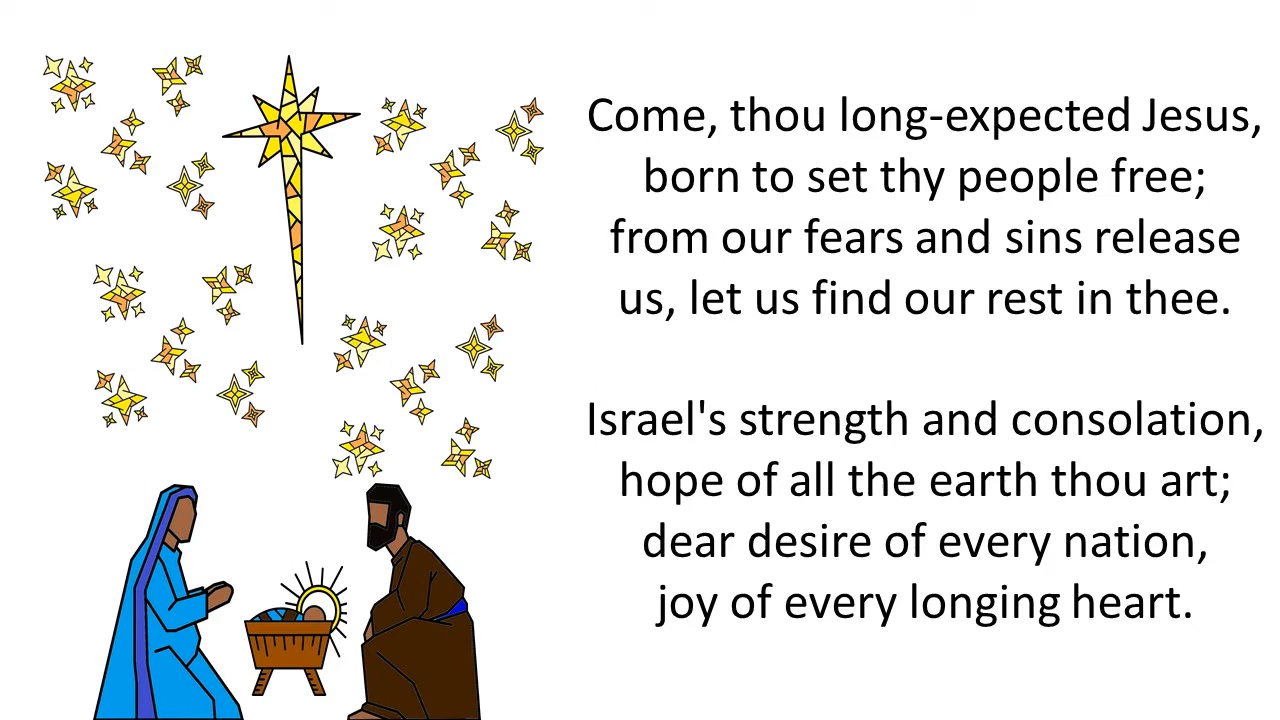 Come, thou long-expected Jesus,
born to set thy people free;
from our fears and sins release
us, let us find our rest in thee.
Israel's strength and consolation,
hope of all the earth thou art;
dear desire of every nation,
joy of every longing heart.